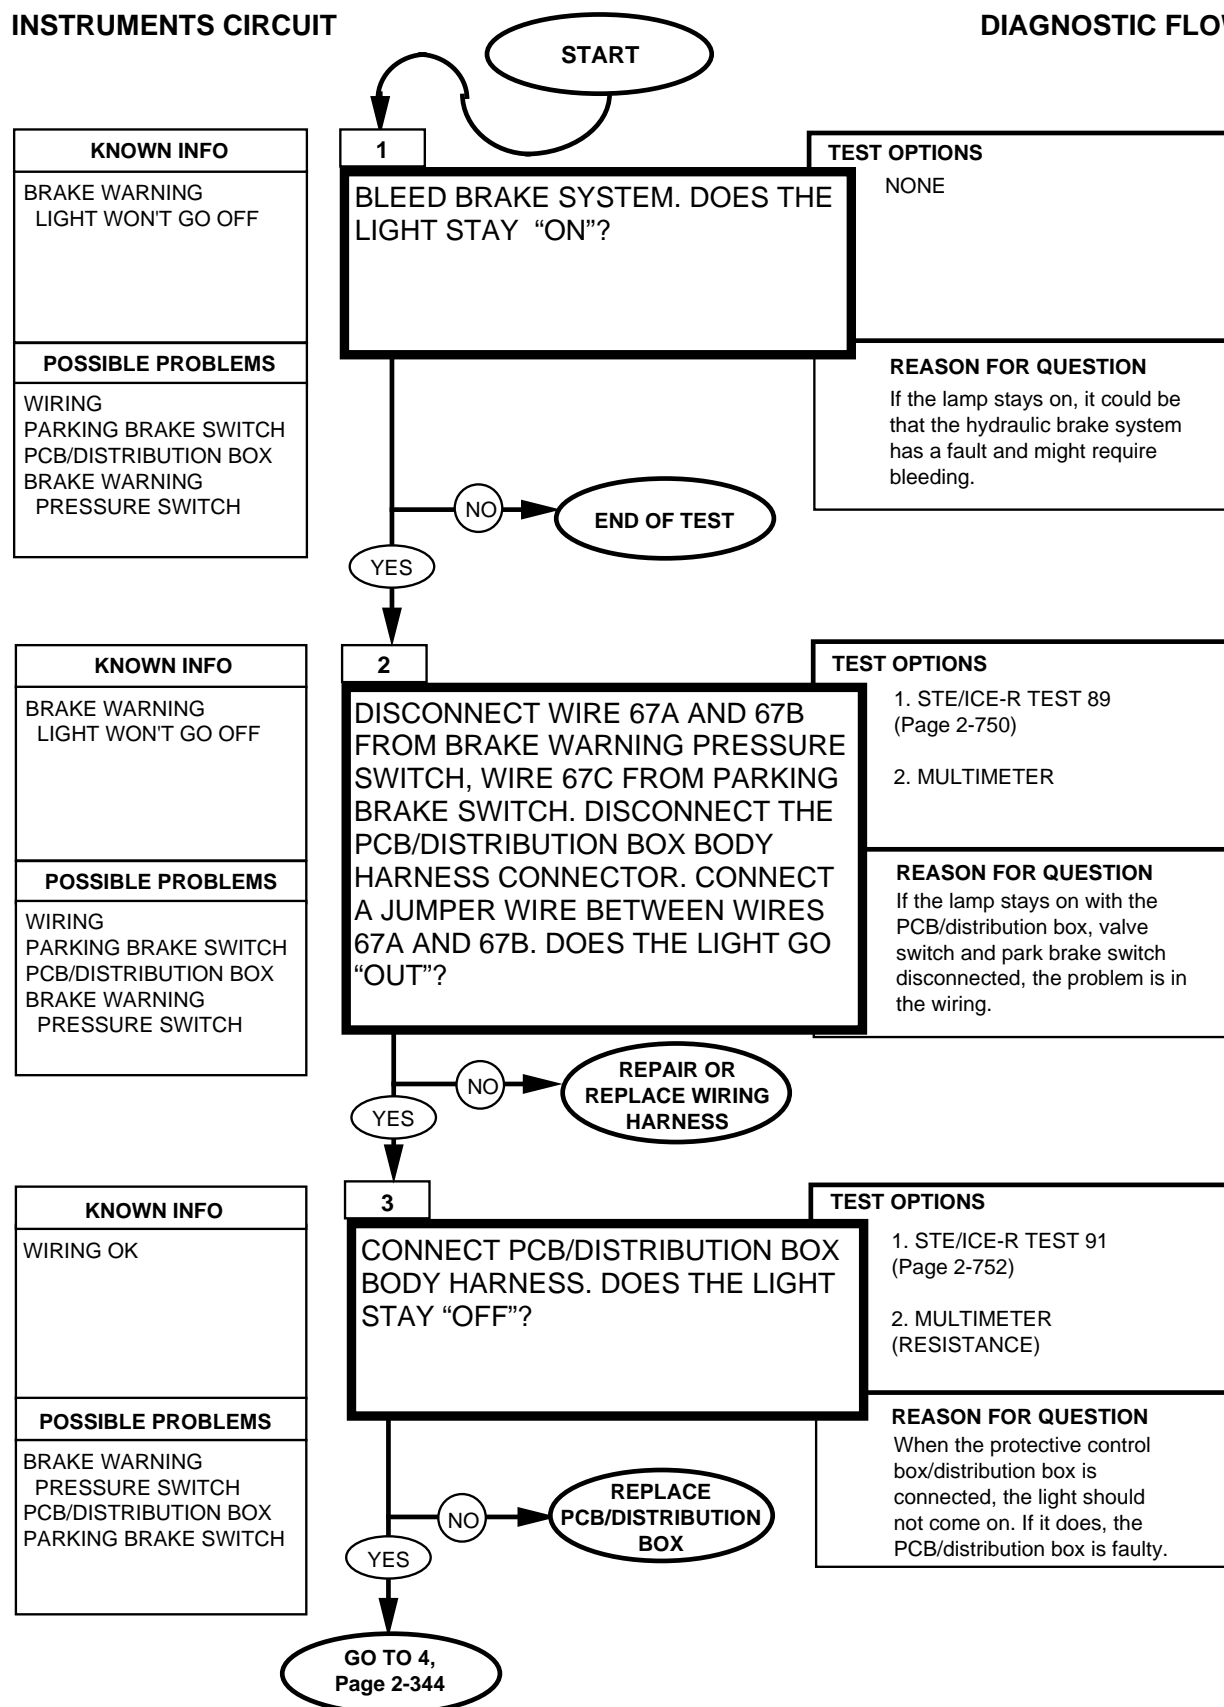 INSTRUMENTS CIRCUIT
DIAGNOSTIC FLOW
START
KNOWN INFO
BRAKE WARNING
LIGHT WON'T GO OFF
POSSIBLE PROBLEMS
WIRING
PARKING BRAKE SWITCH
PCB/DISTRIBUTION BOX
BRAKE WARNING
PRESSURE SWITCH
1
BLEED BRAKE SYSTEM. DOES THE
LIGHT STAY “ON”?
TEST OPTIONS
NONE
REASON FOR QUESTION
If the lamp stays on, it could be
that the hydraulic brake system
has a fault and might require
bleeding.
NO
END OF TEST
YES
KNOWN INFO
BRAKE WARNING
LIGHT WON'T GO OFF
POSSIBLE PROBLEMS
WIRING
PARKING BRAKE SWITCH
PCB/DISTRIBUTION BOX
BRAKE WARNING
PRESSURE SWITCH
2
DISCONNECT WIRE 67A AND 67B
FROM BRAKE WARNING PRESSURE
SWITCH, WIRE 67C FROM PARKING
BRAKE SWITCH. DISCONNECT THE
PCB/DISTRIBUTION BOX BODY
HARNESS CONNECTOR. CONNECT
A JUMPER WIRE BETWEEN WIRES
67A AND 67B. DOES THE LIGHT GO
“OUT”?
TEST OPTIONS
1. STE/ICE-R TEST 89
(Page 2-750)
2. MULTIMETER
REASON FOR QUESTION
If the lamp stays on with the
PCB/distribution box, valve
switch and park brake switch
disconnected, the problem is in
the wiring.
NO
REPAIR OR
REPLACE WIRING
HARNESS
YES
KNOWN INFO
WIRING OK
POSSIBLE PROBLEMS
BRAKE WARNING
PRESSURE SWITCH
PCB/DISTRIBUTION BOX
PARKING BRAKE SWITCH
3
CONNECT PCB/DISTRIBUTION BOX
BODY HARNESS. DOES THE LIGHT
STAY “OFF”?
TEST OPTIONS
1. STE/ICE-R TEST 91
(Page 2-752)
2. MULTIMETER
(RESISTANCE)
REASON FOR QUESTION
When the protective control
box/distribution box is
connected, the light should
not come on. If it does, the
PCB/distribution box is faulty.
NO
REPLACE
PCB/DISTRIBUTION
BOX
YES
GO TO 4,
Page 2-344